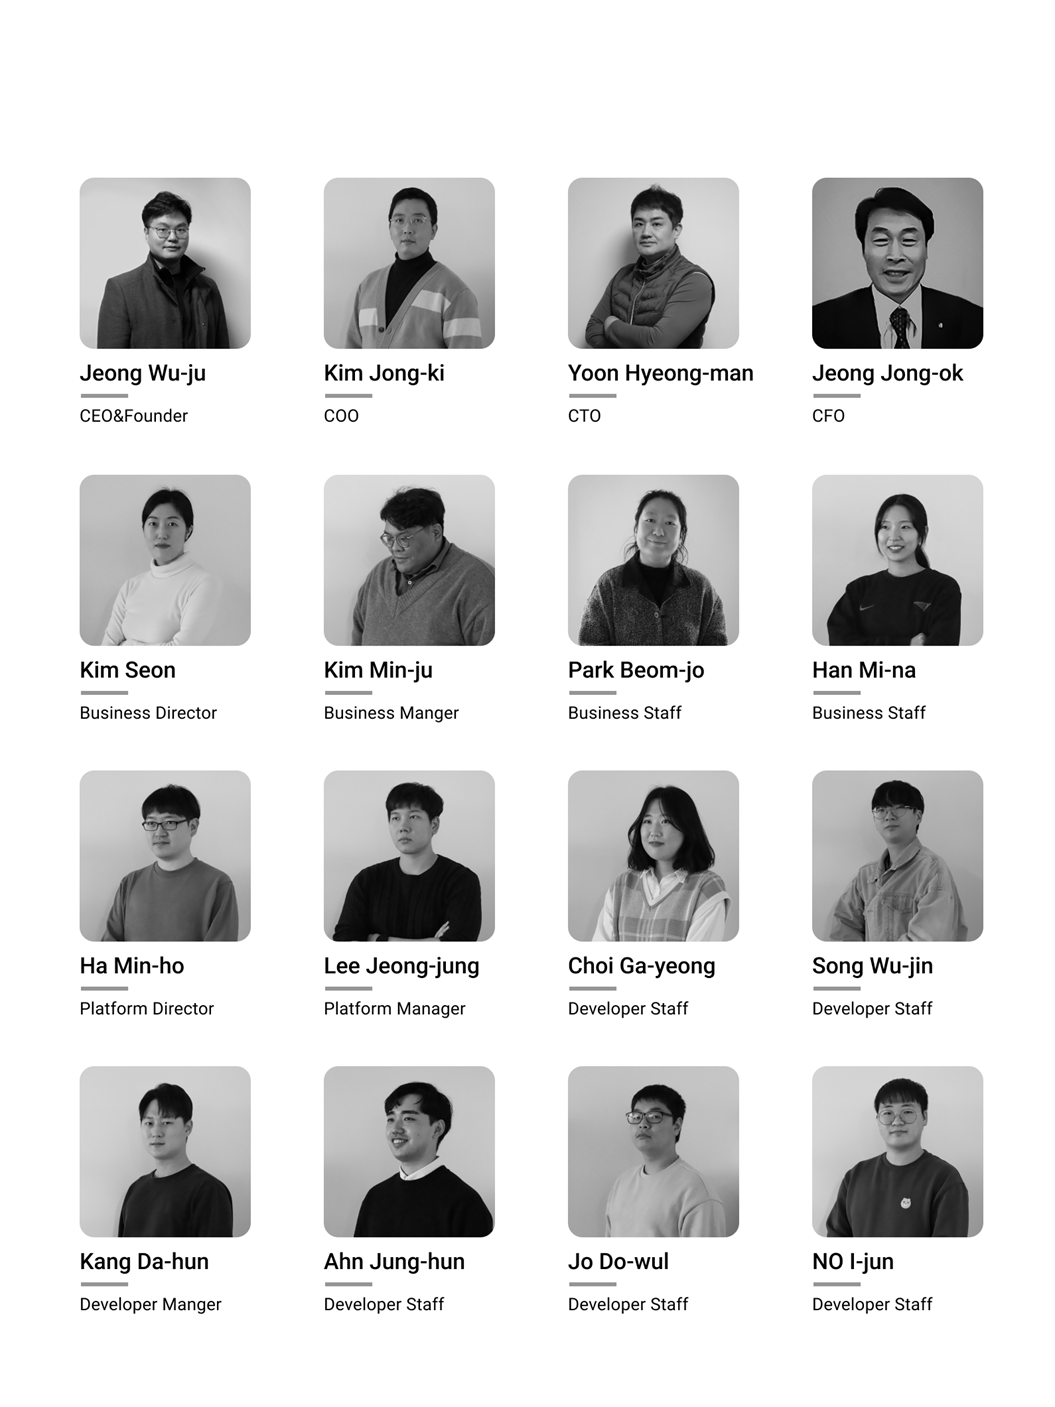 Jeong Wu-ju
CEO&Founder
Kim Jong-ki
COO
Yoon Hyeong-man
CTO
Jeong Jong-ok
CFO
Kim Seon
Business Director
Kim Min-ju
Business Manger
Park Beom-jo
Business Staff
Han Mi-na
Business Staff
Ha Min-ho
Platform Director
Lee Jeong-jung
Platform Manager
Choi Ga-yeong
Developer Staff
Song Wu-jin
Developer Staff
Kang Da-hun
Developer Manger
Ahn Jung-hun
Developer Staff
Jo Do-wul
Developer Staff
NO I-jun
Developer Staff